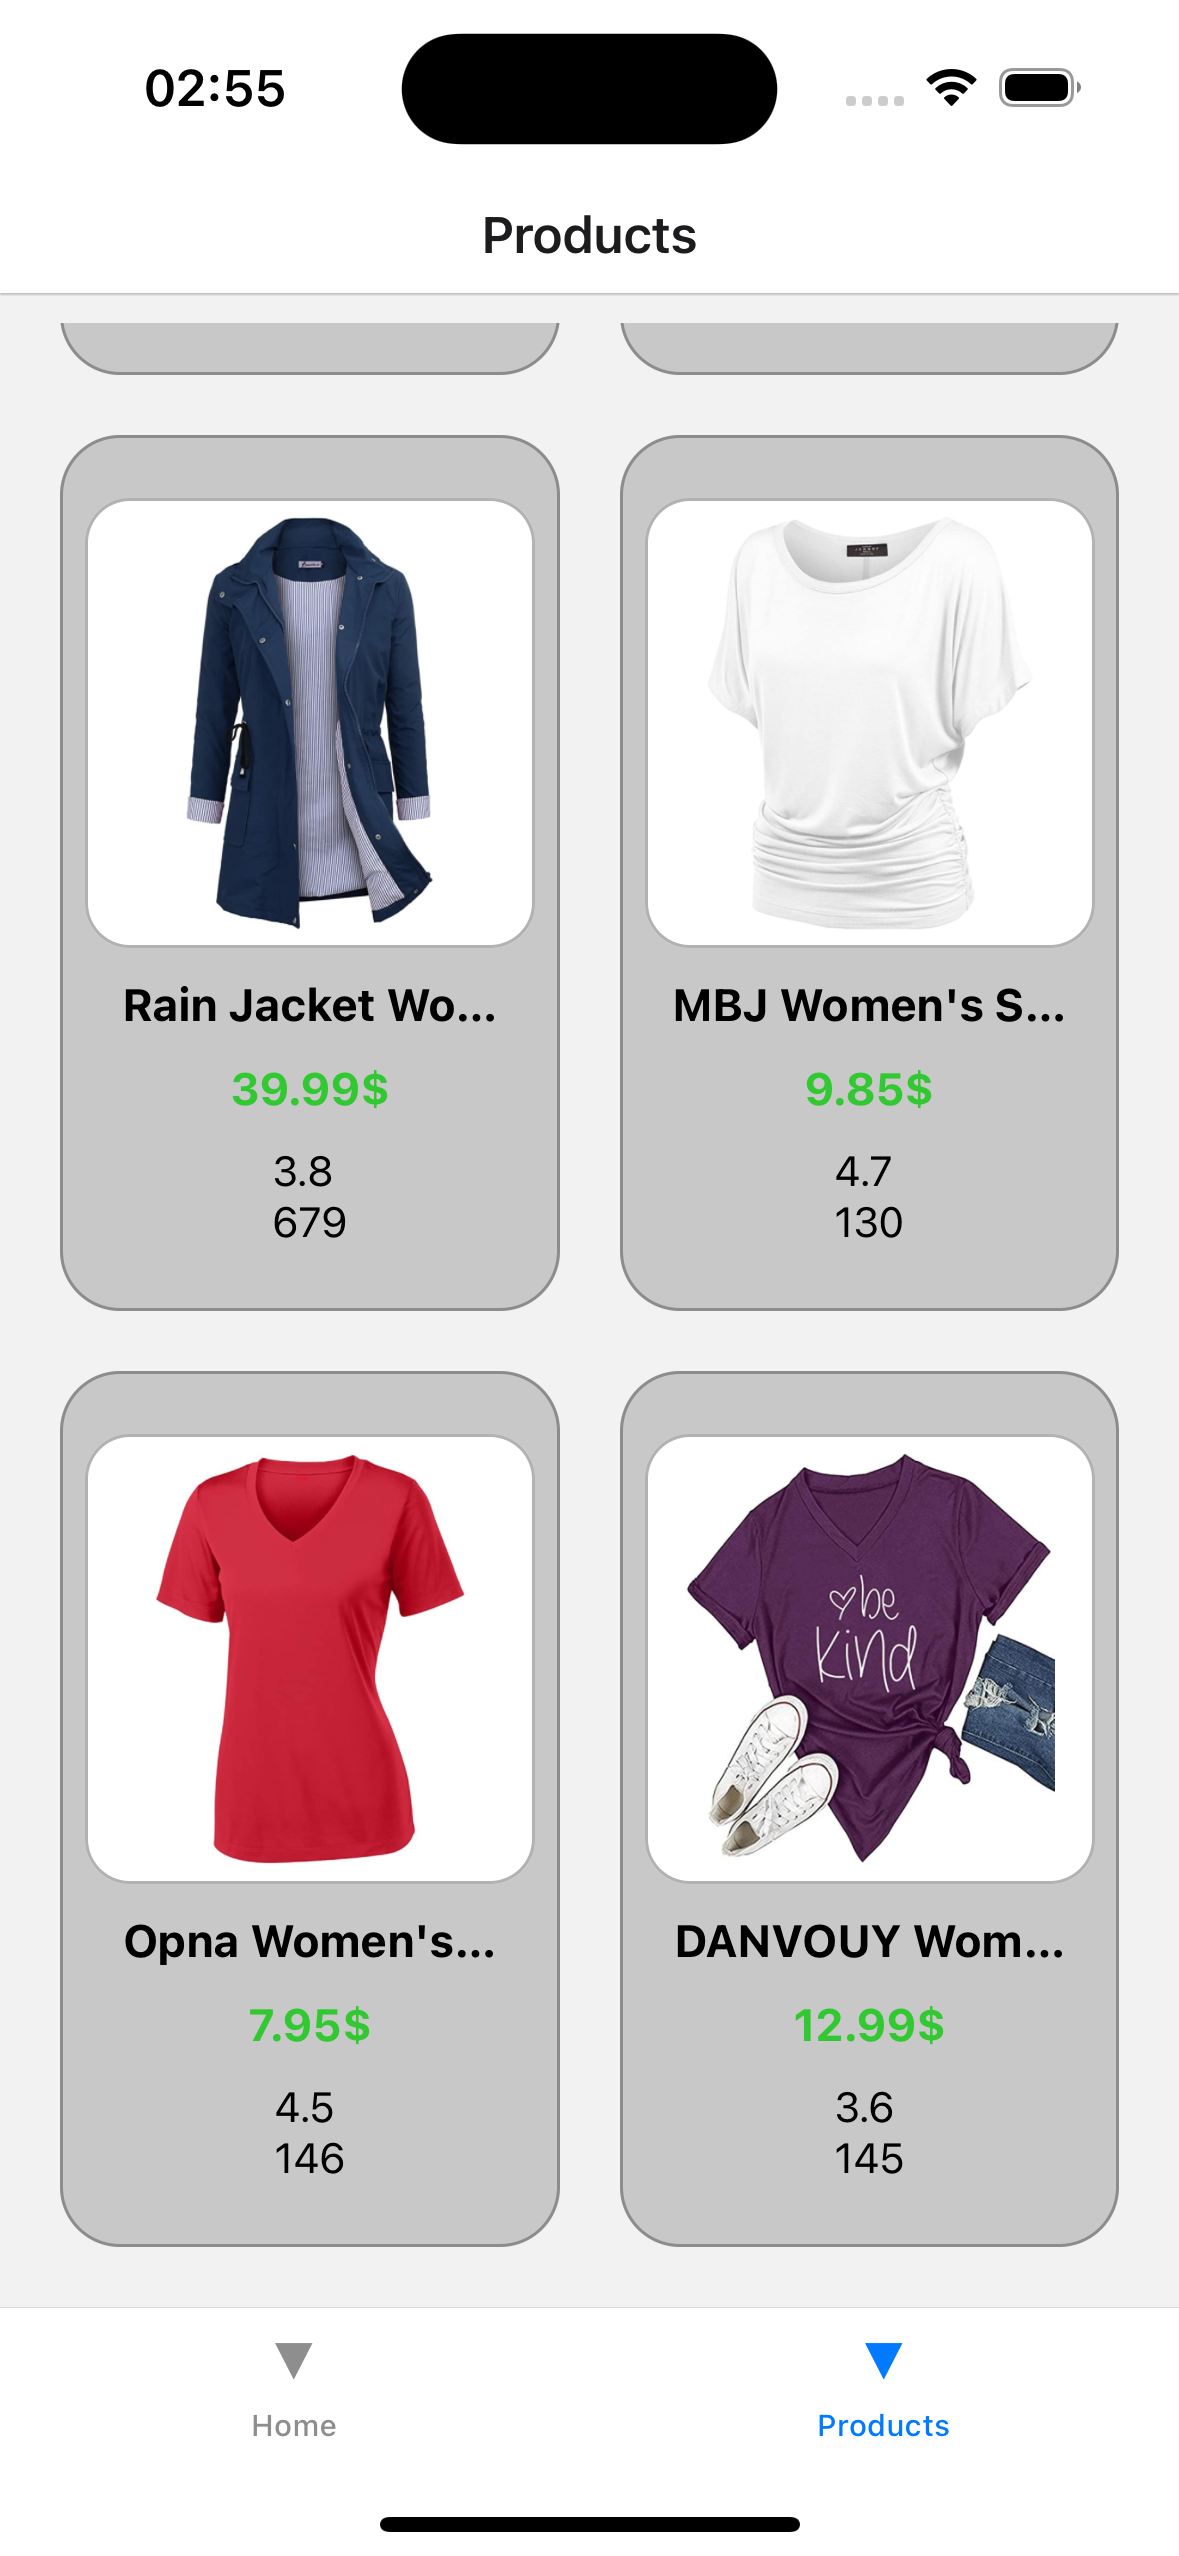 02:55
Products
Rain Jacket Wo...
39.99$
3.8
679
MBJ Women's S...
9.85$
4.7
130
be
kind
Opna Women's...
7.95$
4.5
146
DANVOUY Wom...
12.99$
3.6
145
Home
Products